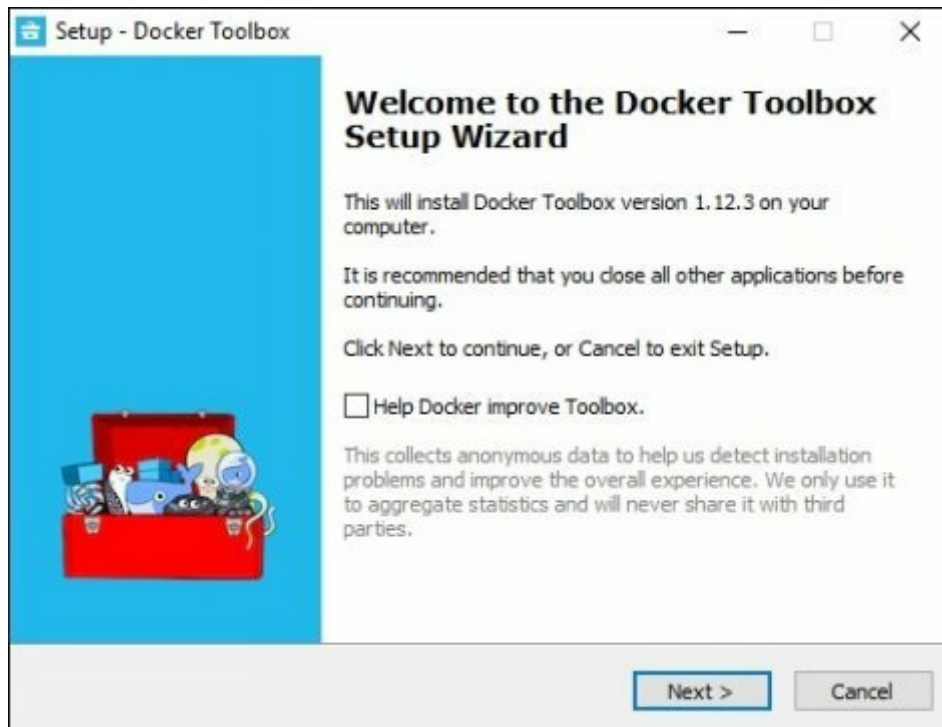 Setup - Docker Toolbox
Welcome to the Docker Toolbox
Setup Wizard
This will install Docker Toolbox version 1.12.3 on your
computer.
It is recommended that you close all other applications before
continuing.
Click Next to continue, or Cancel to exit Setup.
Help Docker improve Toolbox.
This collects anonymous data to help us detect installation
problems and improve the overall experience. We only use it
to aggregate statistics and will never share it with third
parties.
Next >
Cancel